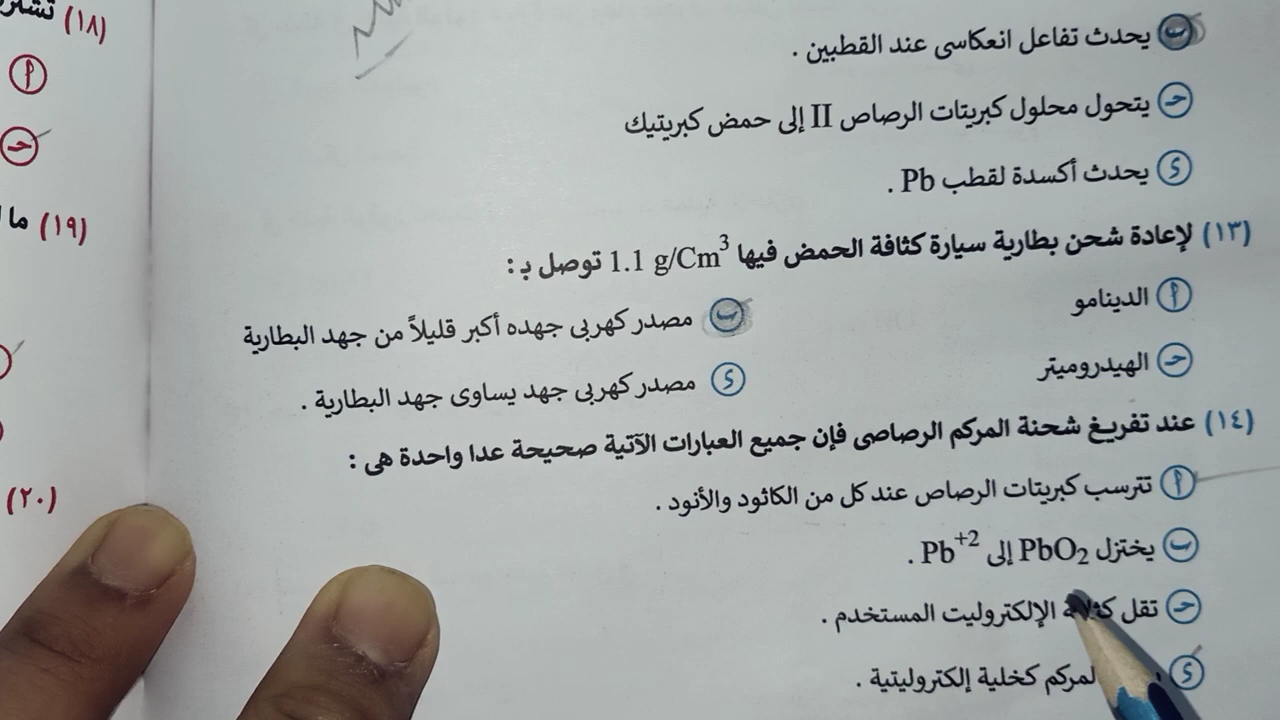 ب يحدث تفاعل انعكاسى عند القطبين .
ج يتحول محلول كبريتات الرصاص II إلى حمض كبريتيك
د يحدث أكسدة لقطب Pb .
(١٣) لإعادة شحن بطارية سيارة كثافة الحمض فيها 1.1 g/Cm³ توصل بـ :
أ الدينامو
ب مصدر كهربى جهده أكبر قليلاً من جهد البطارية
ج الهيدروميتر
د مصدر كهربى جهد يساوى جهد البطارية .
(١٤) عند تفريغ شحنة المركم الرصاصى فإن جميع العبارات الآتية صحيحة عدا واحدة هى :
أ تترسب كبريتات الرصاص عند كل من الكاثود والأنود .
ب يختزل PbO₂ إلى Pb⁺² .
ج تقل كثافة الإلكتروليت المستخدم .
د المركم كخلية إلكتروليتية .
(١٨)
أ
ج
(١٩) ما
(٢٠)